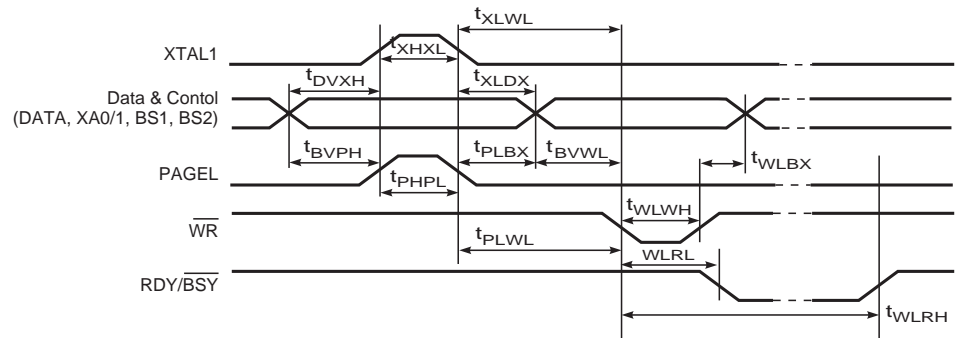 tXLWL
XTAL1
tXHXL
tDVXH
tXLDX
Data & Contol
(DATA, XA0/1, BS1, BS2)
tBVPH
tPLBX
tBVWL
tWLBX
PAGEL
tPHPL
tWLWH
WR
tPLWL
WLRL
RDY/BSY
tWLRH